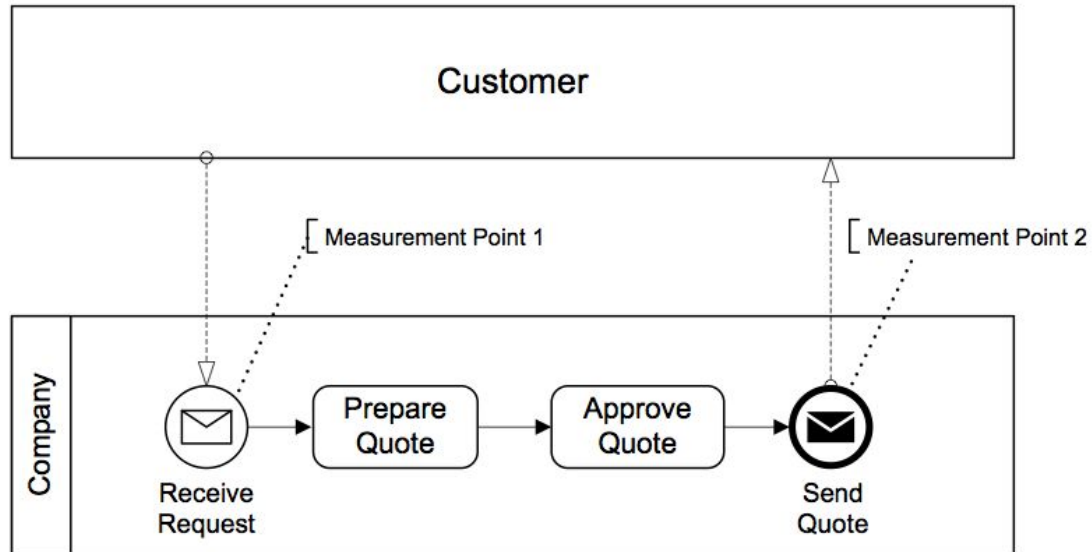 Customer
Measurement Point 1
Measurement Point 2
Company
Prepare
Quote
Approve
Quote
Receive
Request
Send
Quote